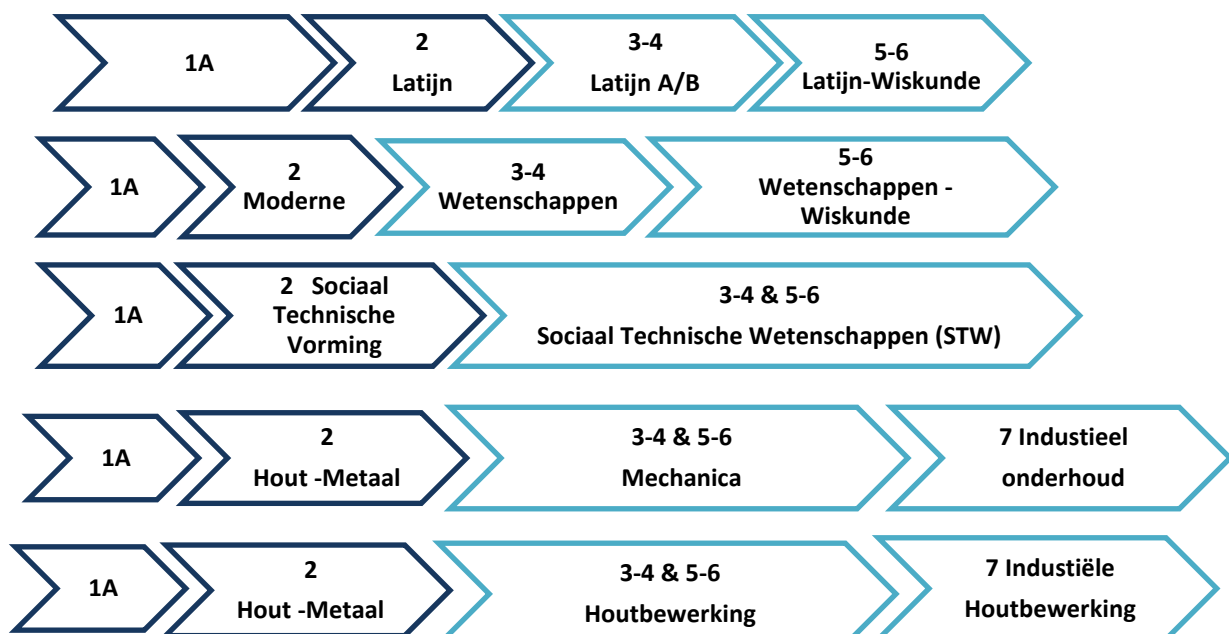 1A
2
Latijn
3-4
Latijn A/B
5-6
Latijn-Wiskunde
1A
2
Moderne
3-4
Wetenschappen
5-6
Wetenschappen -
Wiskunde
1A
2 Sociaal
Technische
Vorming
3-4 & 5-6
Sociaal Technische Wetenschappen (STW)
1A
2
Hout -Metaal
3-4 & 5-6
Mechanica
7 Industieel
onderhoud
1A
2
Hout -Metaal
3-4 & 5-6
Houtbewerking
7 Industiële
Houtbewerking